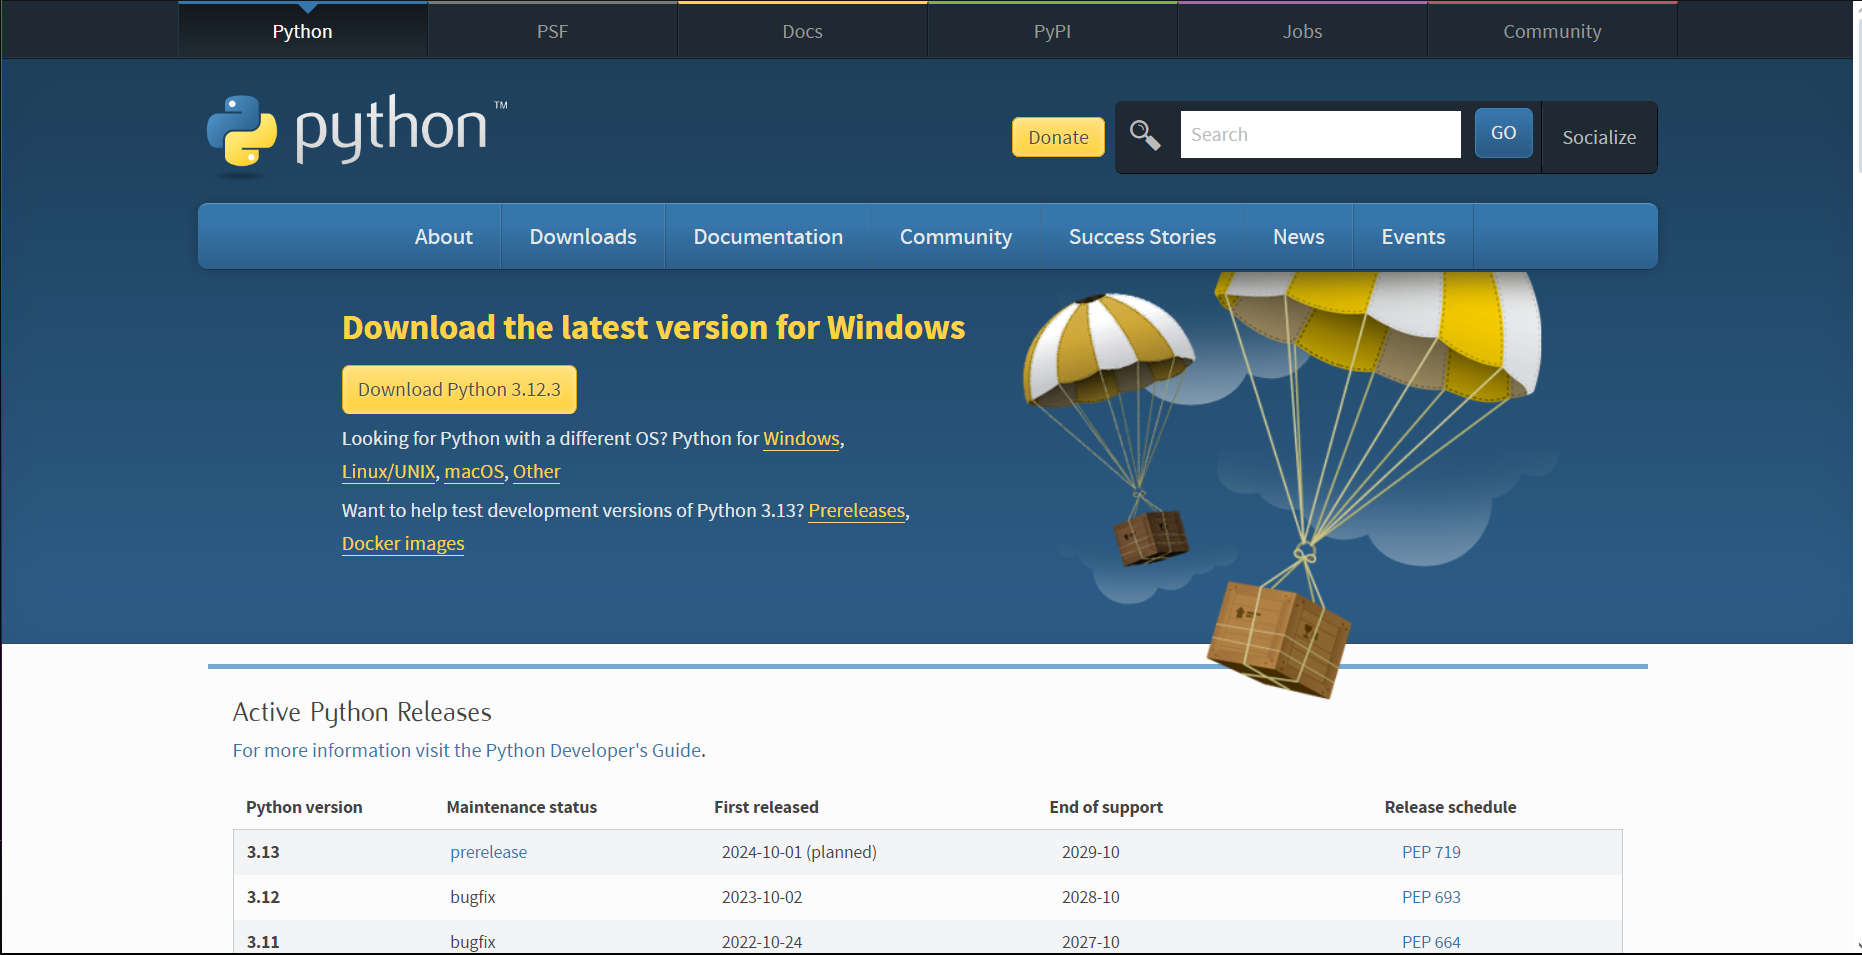 Python PSF Docs PyPI Jobs Community
python™
Donate Search GO Socialize
About Downloads Documentation Community Success Stories News Events
Download the latest version for Windows
Download Python 3.12.3
Looking for Python with a different OS? Python for Windows,
Linux/UNIX, macOS, Other
Want to help test development versions of Python 3.13? Prereleases,
Docker images
Active Python Releases
For more information visit the Python Developer's Guide.
Python version Maintenance status First released End of support Release schedule
3.13 prerelease 2024-10-01 (planned) 2029-10 PEP 719
3.12 bugfix 2023-10-02 2028-10 PEP 693
3.11 bugfix 2022-10-24 2027-10 PEP 664